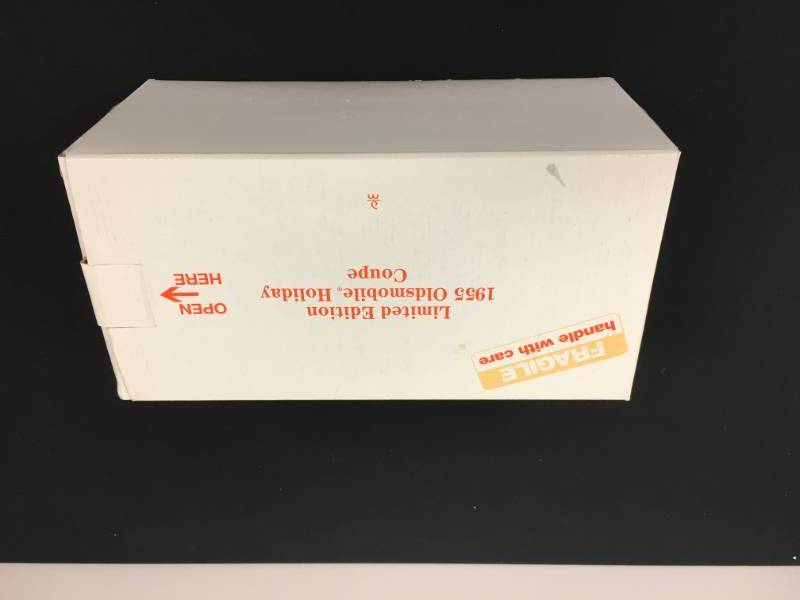 FRAGILE
handle with care
Limited Edition
1955 Oldsmobile® Holiday
Coupe
OPEN
HERE